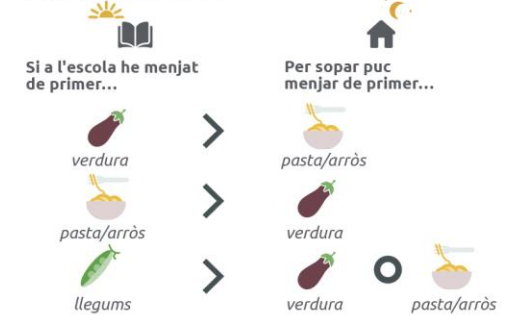 Si a l'escola he menjat
de primer...
Per sopar puc
menjar de primer...
verdura
pasta/arròs
pasta/arròs
verdura
llegums
verdura
O
pasta/arròs